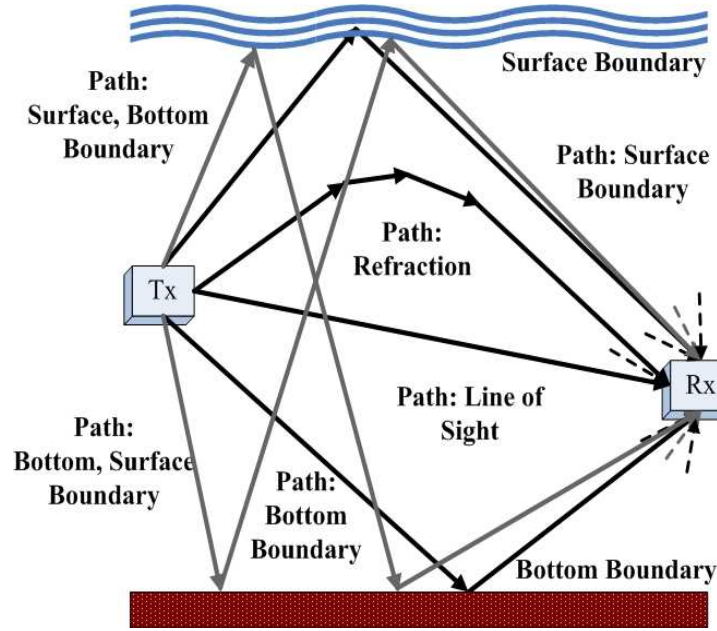 Surface Boundary
Path:
Surface, Bottom
Boundary
Path: Surface
Boundary
Path:
Refraction
Tx
Rx
Path: Line of
Sight
Path:
Bottom, Surface
Boundary
Path:
Bottom
Boundary
Bottom Boundary